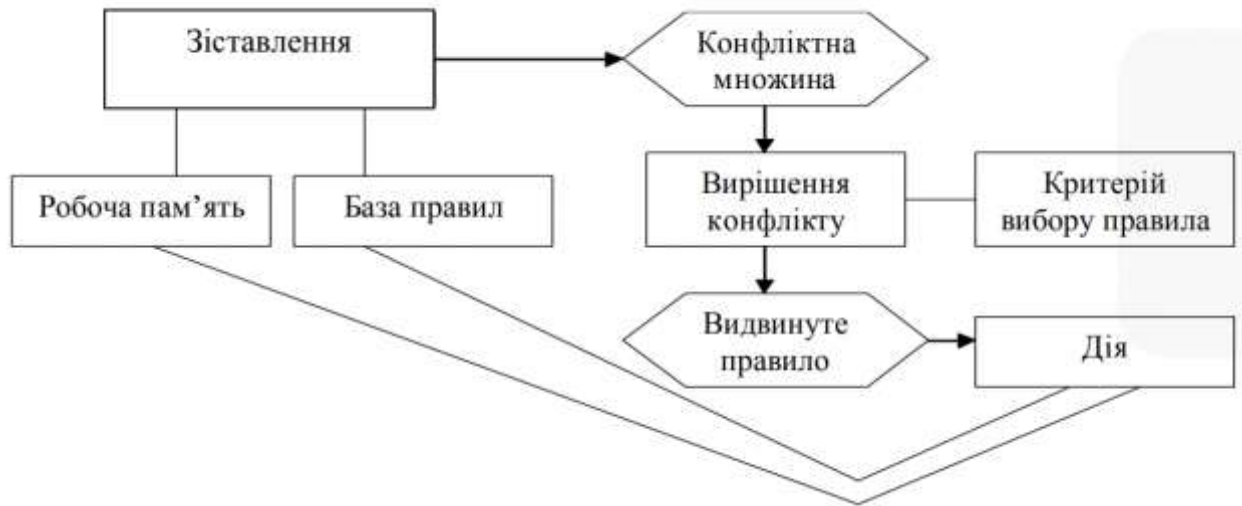 Зіставлення
Конфліктна
множина
Робоча пам’ять
База правил
Вирішення
конфлікту
Критерій
вибору правила
Видвинуте
правило
Дія